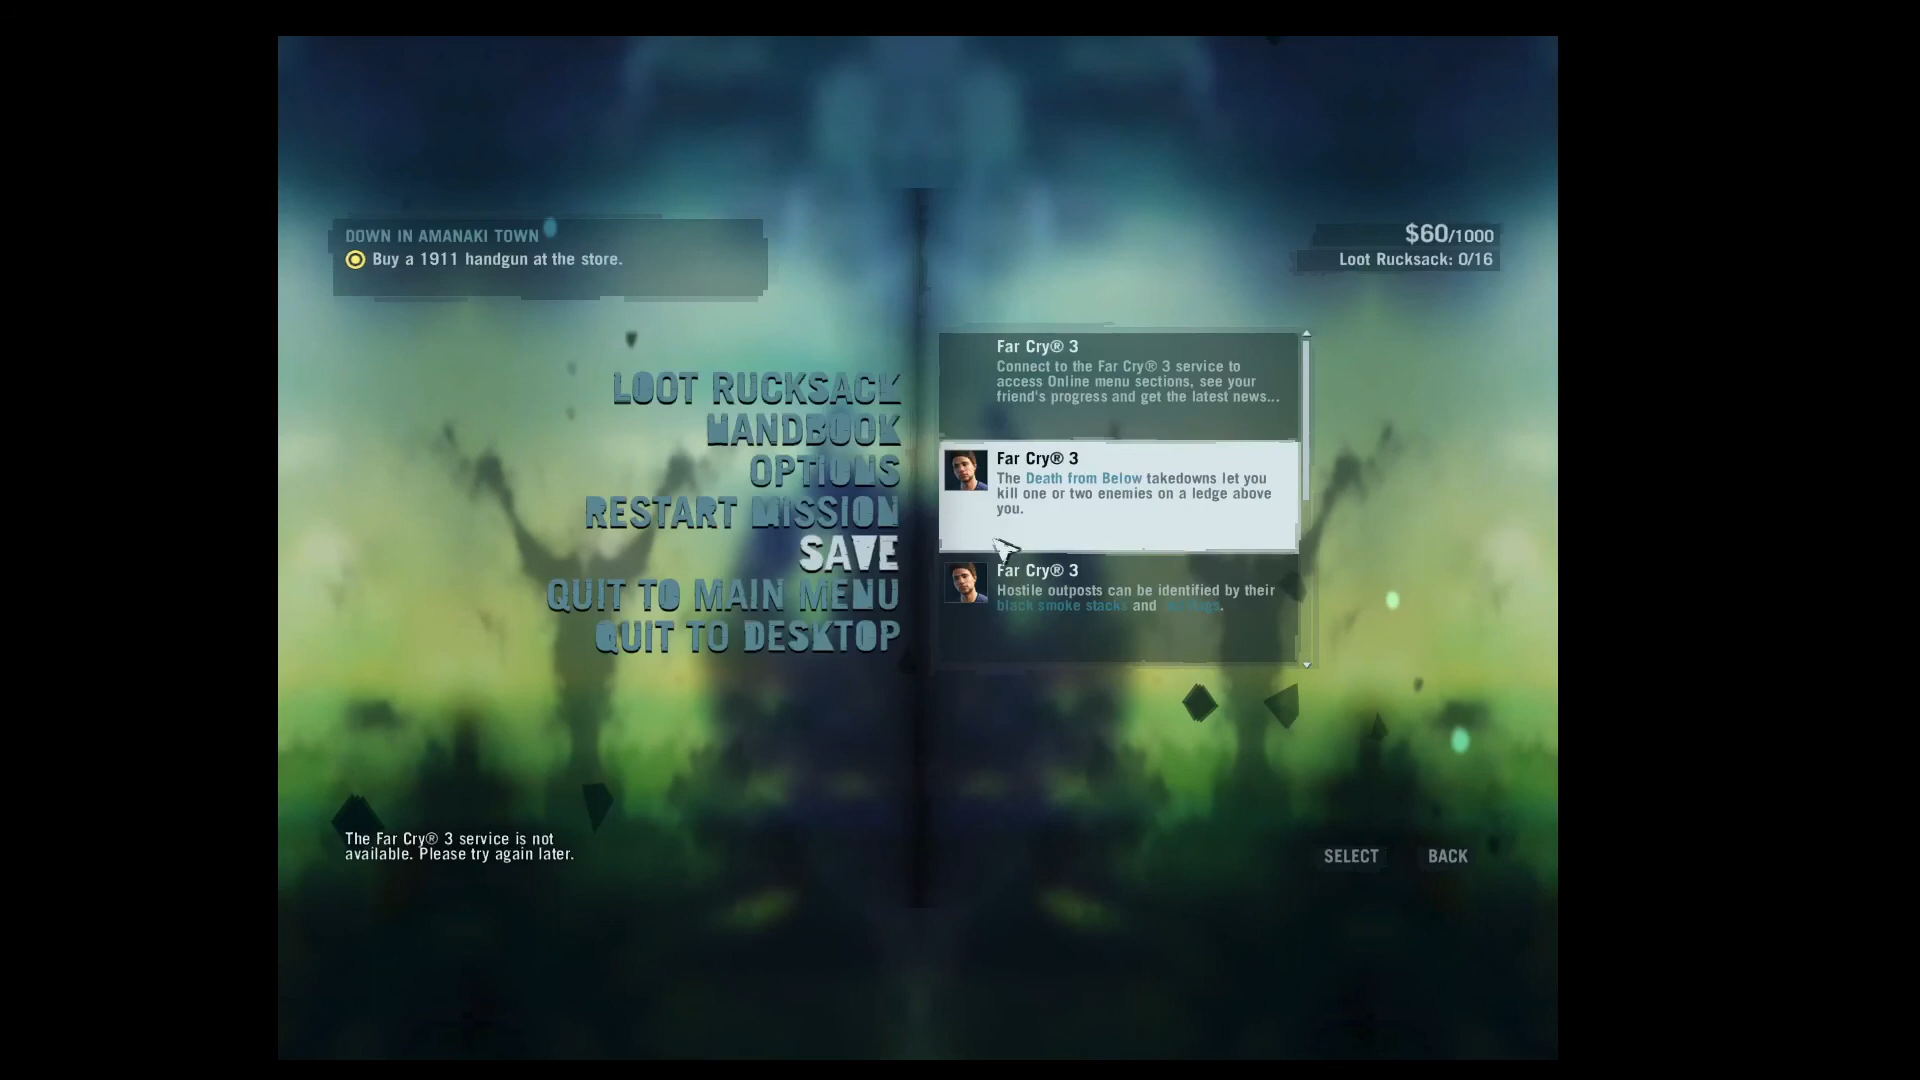 DOWN IN AMANAKI TOWN
Buy a 1911 handgun at the store.
$60/1000
Loot Rucksack: 0/16
LOOT RUCKSACK
HANDBOOK
OPTIONS
RESTART MISSION
SAVE
QUIT TO MAIN MENU
QUIT TO DESKTOP
Far Cry® 3
Connect to the Far Cry® 3 service to
access Online menu sections, see your
friend's progress and get the latest news...
Far Cry® 3
The Death from Below takedowns let you
kill one or two enemies on a ledge above
you.
Far Cry® 3
Hostile outposts can be identified by their
black smoke stacks and
The Far Cry® 3 service is not
available. Please try again later.
SELECT
BACK